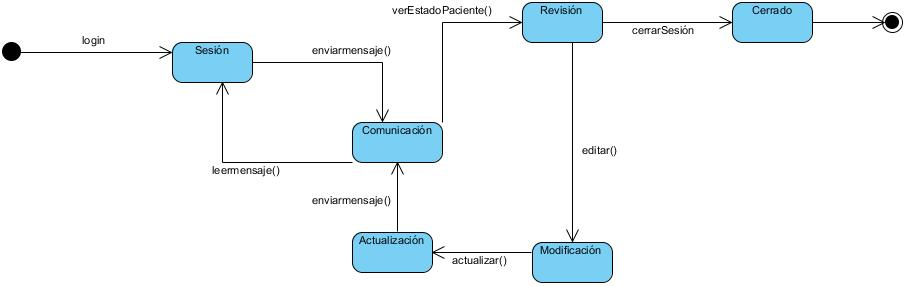 verEstadoPaciente()
Revisión
Cerrado
cerrarSesión
login
Sesión
enviarmensaje()
Comunicación
leermensaje()
editar()
enviarmensaje()
Actualización
actualizar()
Modificación